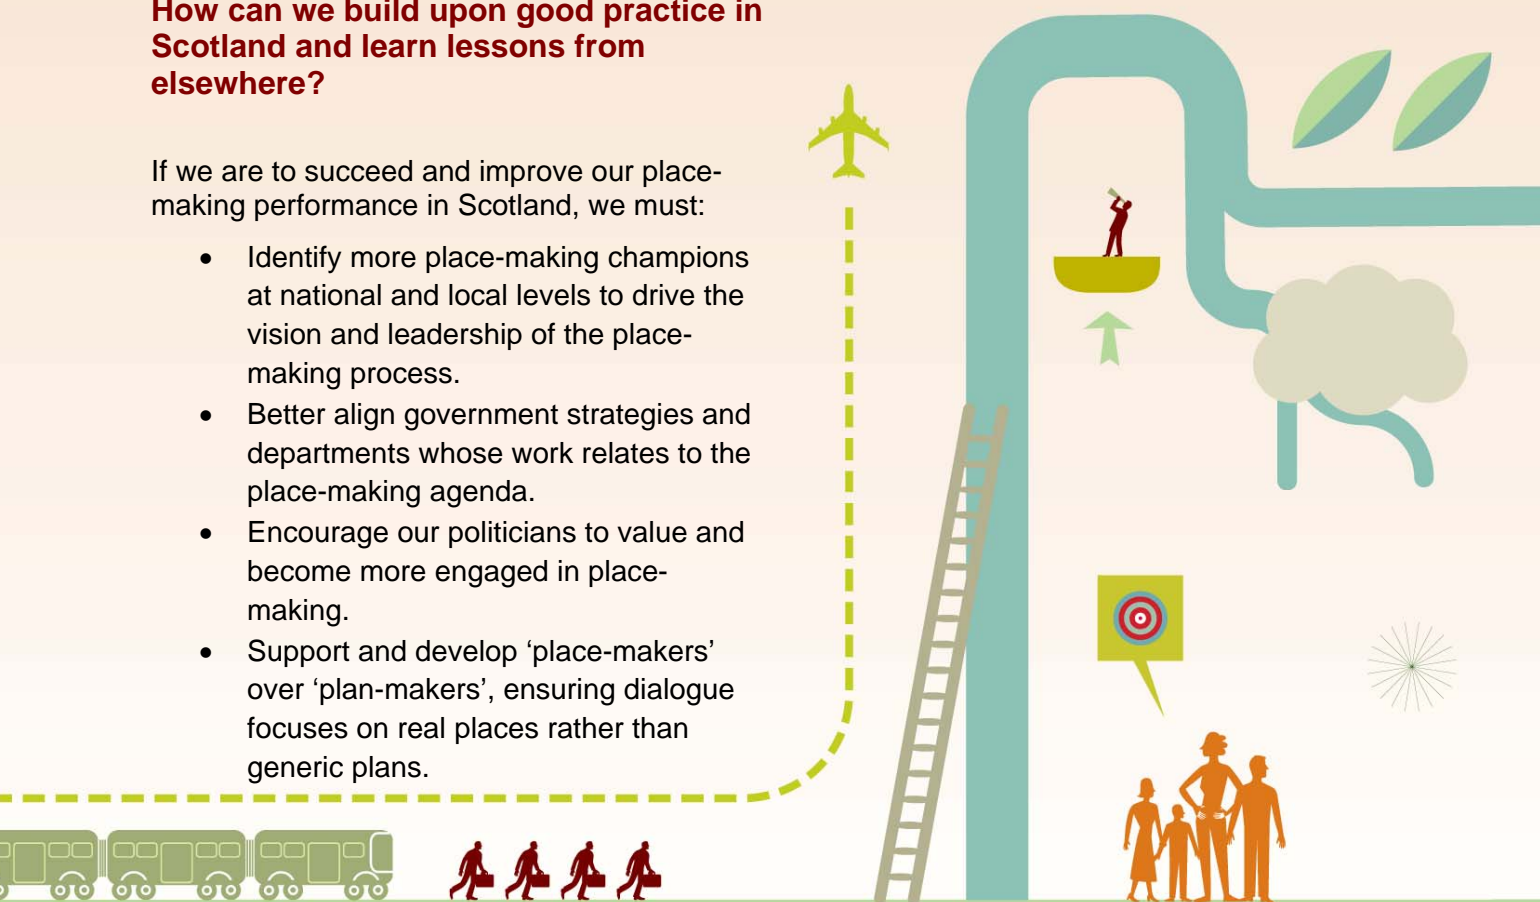 How can we build upon good practice in
Scotland and learn lessons from
elsewhere?
If we are to succeed and improve our place-
making performance in Scotland, we must:
• Identify more place-making champions
at national and local levels to drive the
vision and leadership of the place-
making process.
• Better align government strategies and
departments whose work relates to the
place-making agenda.
• Encourage our politicians to value and
become more engaged in place-
making.
• Support and develop ‘place-makers’
over ‘plan-makers’, ensuring dialogue
focuses on real places rather than
generic plans.